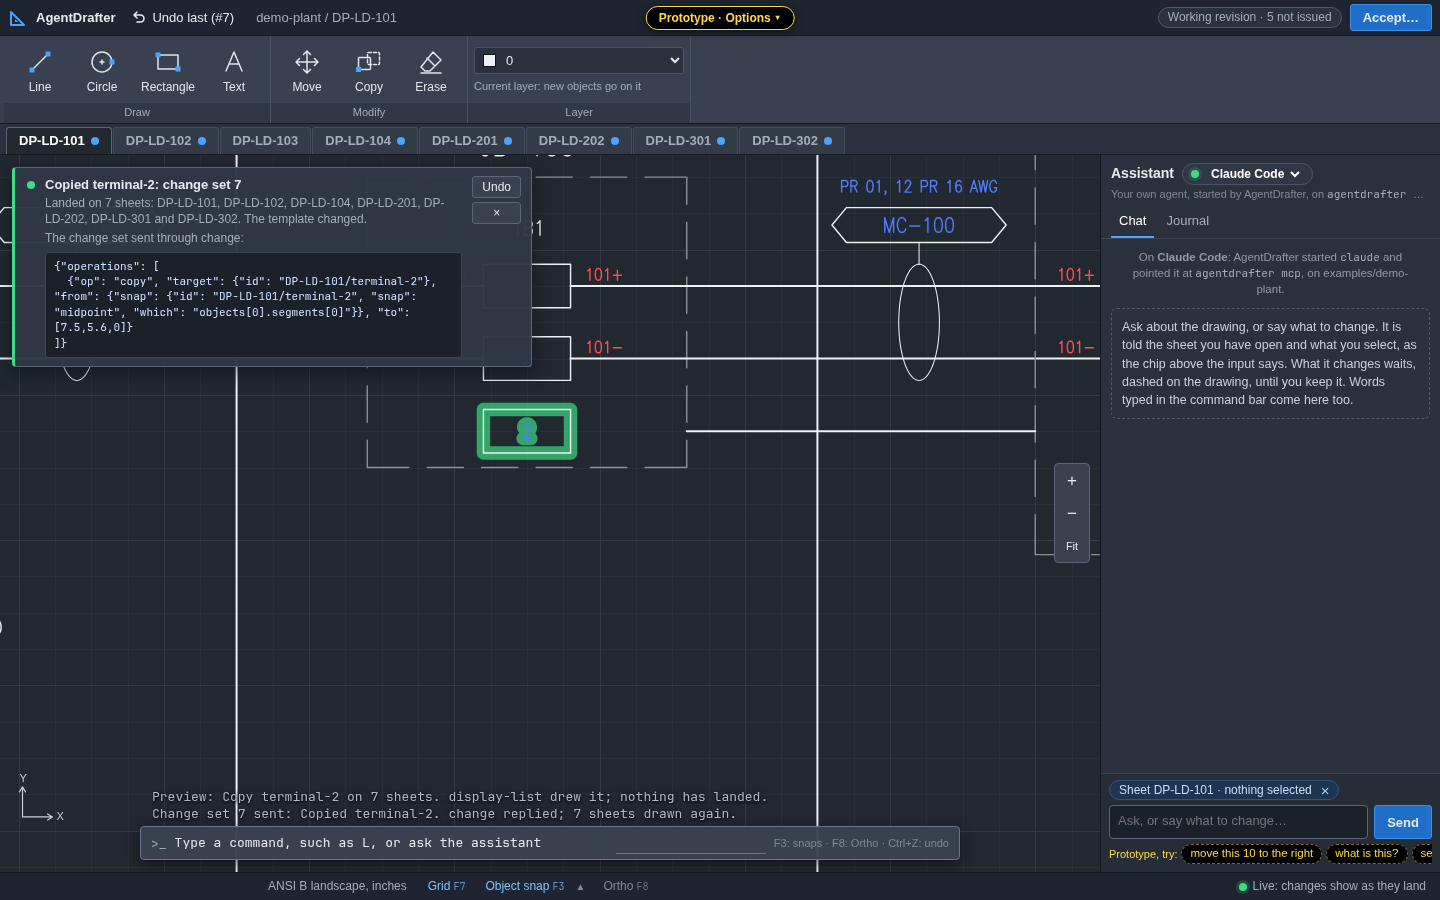 AgentDrafter
Undo last (#7)
demo-plant / DP-LD-101
Prototype · Options ▾
Working revision · 5 not issued
Accept…
Line
Circle
Rectangle
Text
Move
Copy
Erase
0
Current layer: new objects go on it
Draw
Modify
Layer
DP-LD-101
DP-LD-102
DP-LD-103
DP-LD-104
DP-LD-201
DP-LD-202
DP-LD-301
DP-LD-302
Copied terminal-2: change set 7
Undo
×
Landed on 7 sheets: DP-LD-101, DP-LD-102, DP-LD-104, DP-LD-201, DP-
LD-202, DP-LD-301 and DP-LD-302. The template changed.
The change set sent through change:
{"operations": [
{"op": "copy", "target": {"id": "DP-LD-101/terminal-2"},
"from": {"snap": {"id": "DP-LD-101/terminal-2", "snap":
"midpoint", "which": "objects[0].segments[0]"}}, "to":
[7.5,5.6,0]}
]}
PR 01, 12 PR 16 AWG
MC-100
101+
101+
101-
101-
2
+
−
Fit
Y
X
Preview: Copy terminal-2 on 7 sheets. display-list drew it; nothing has landed.
Change set 7 sent: Copied terminal-2. change replied; 7 sheets drawn again.
>_ Type a command, such as L, or ask the assistant
F3: snaps · F8: Ortho · Ctrl+Z: undo
Assistant
Claude Code
Your own agent, started by AgentDrafter, on agentdrafter …
Chat
Journal
On Claude Code: AgentDrafter started claude and
pointed it at agentdrafter mcp, on examples/demo-
plant.
Ask about the drawing, or say what to change. It is
told the sheet you have open and what you select, as
the chip above the input says. What it changes waits,
dashed on the drawing, until you keep it. Words
typed in the command bar come here too.
Sheet DP-LD-101 · nothing selected ×
Ask, or say what to change…
Send
Prototype, try:
move this 10 to the right
what is this?
se
ANSI B landscape, inches
Grid F7
Object snap F3 ▲
Ortho F8
Live: changes show as they land